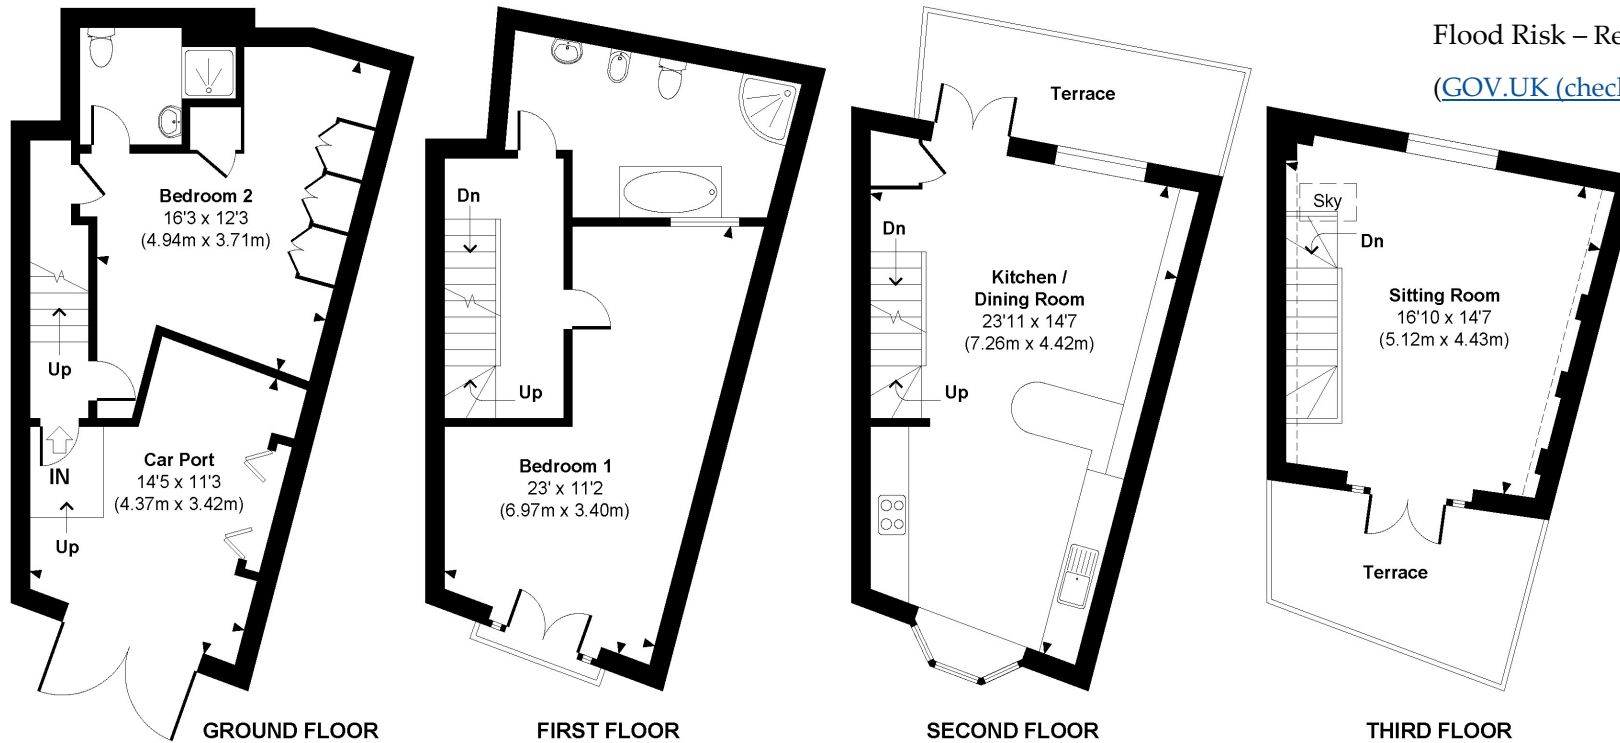 Flood Risk – Re
(GOV.UK (check
Bedroom 2
16'3 x 12'3
(4.94m x 3.71m)
Up
Car Port
14'5 x 11'3
(4.37m x 3.42m)
IN
Up
GROUND FLOOR
Dn
Up
Bedroom 1
23' x 11'2
(6.97m x 3.40m)
FIRST FLOOR
Terrace
Dn
Kitchen /
Dining Room
23'11 x 14'7
(7.26m x 4.42m)
Up
SECOND FLOOR
Sky
Dn
Sitting Room
16'10 x 14'7
(5.12m x 4.43m)
Terrace
THIRD FLOOR